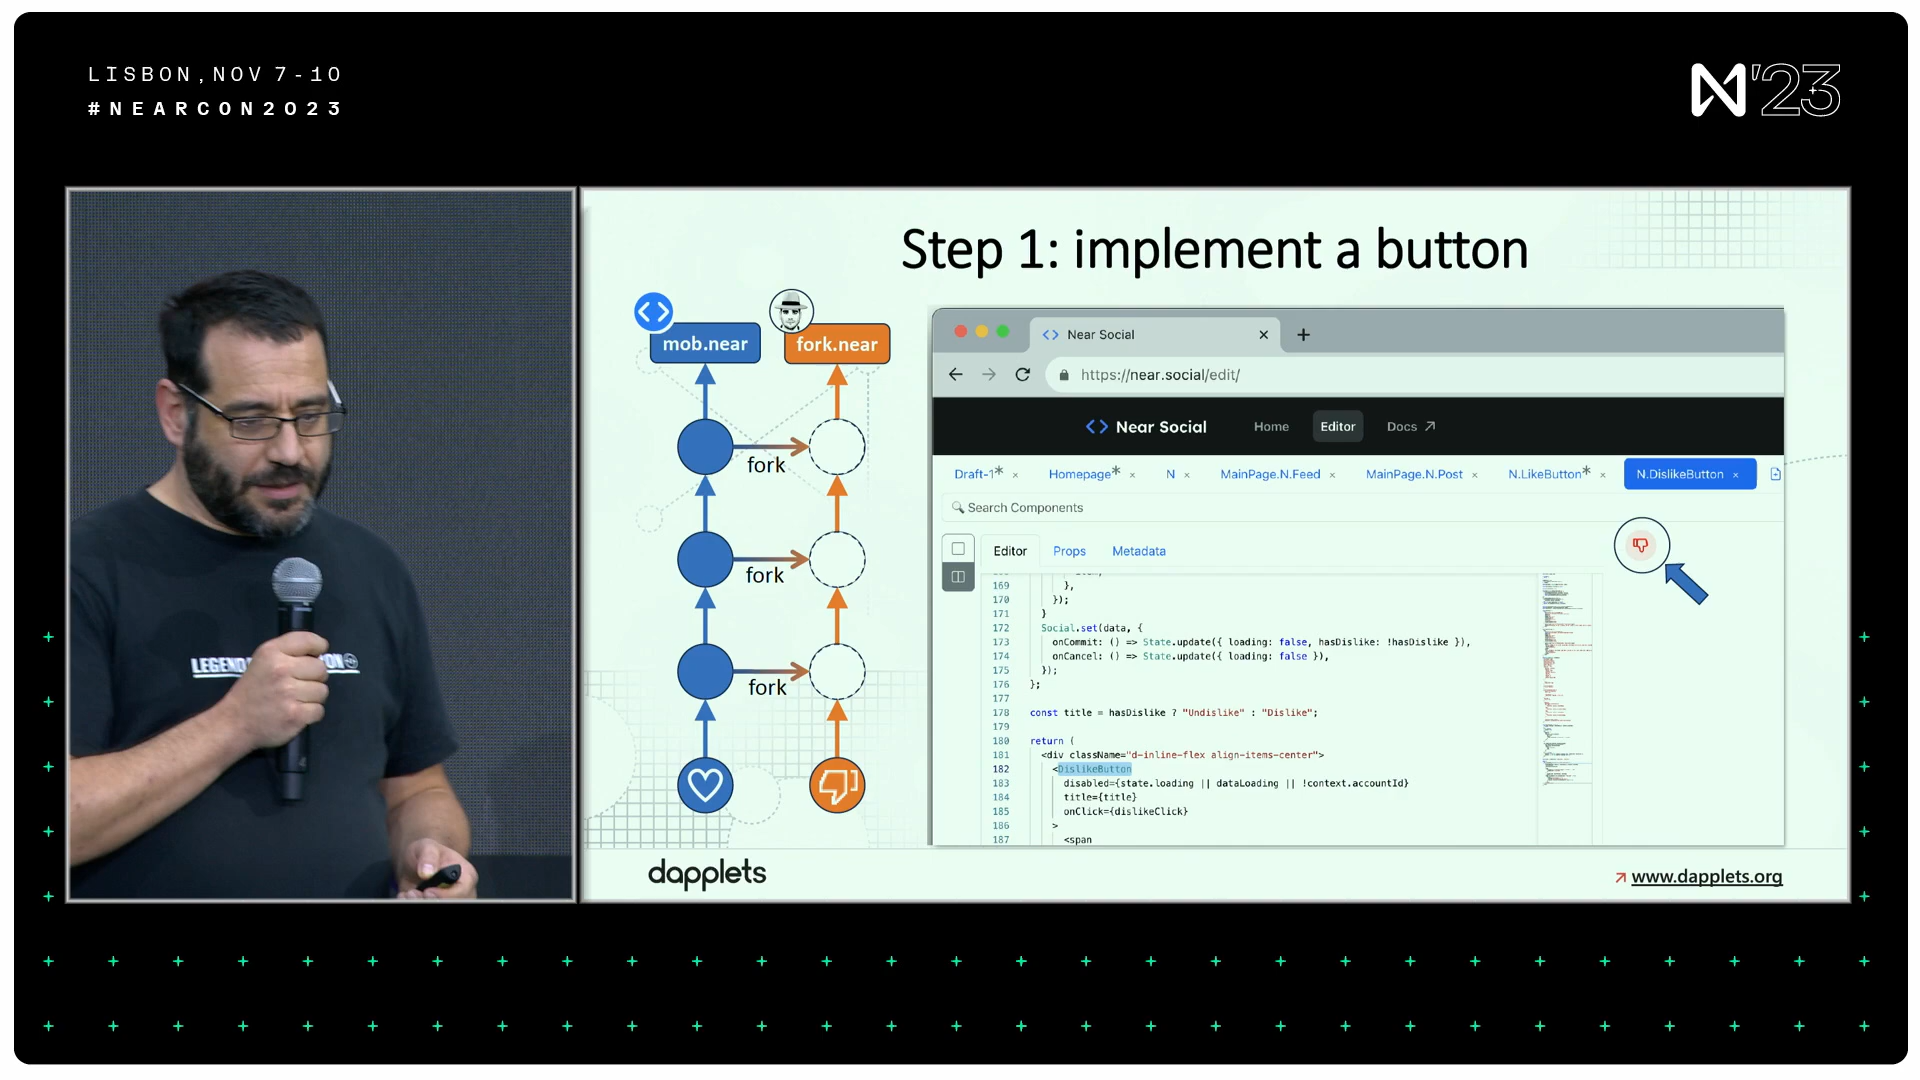 LISBON, NOV 7-10
#NEARCON2023
N'23
Step 1: implement a button
mob.near
fork.near
fork
fork
fork
Near Social
https://near.social/edit/
Near Social
Home
Editor
Docs
Draft-1* ×
Homepage* ×
N ×
MainPage.N.Feed ×
MainPage.N.Post ×
N.LikeButton* ×
N.DislikeButton ×
Search Components
Editor
Props
Metadata
169 },
170 });
171 }
172 Social.set(data, {
173 onCommit: () => State.update({ loading: false, hasDislike: !hasDislike }),
174 onCancel: () => State.update({ loading: false }),
175 });
176 };
177
178 const title = hasDislike ? "Undislike" : "Dislike";
179
180 return (
181 <div className="d-inline-flex align-items-center">
182 <DislikeButton
183 disabled={state.loading || dataLoading || !context.accountId}
184 title={title}
185 onClick={dislikeClick}
186 >
187 <span
dapplets
www.dapplets.org